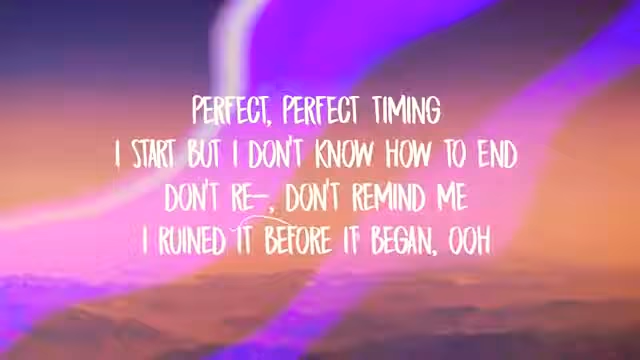 PERFECT, PERFECT TIMING
I START BUT I DON'T KNOW HOW TO END
DON'T RE-, DON'T REMIND ME
I RUINED IT BEFORE IT BEGAN, OOH